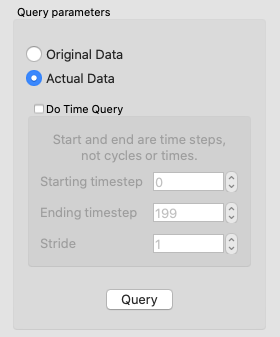 Query parameters
Original Data
Actual Data
Do Time Query
Start and end are time steps,
not cycles or times.
Starting timestep 0
Ending timestep 199
Stride 1
Query